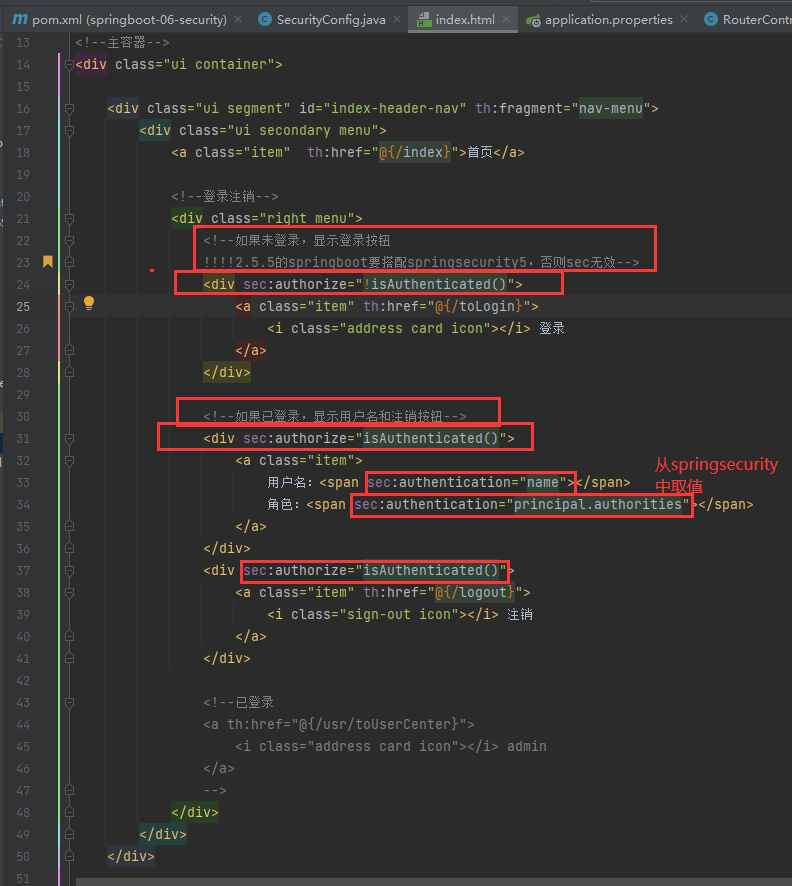 pom.xml (springboot-06-security) × SecurityConfig.java × index.html × application.properties × RouterContr
13 <!--主容器-->
14 <div class="ui container">
15
16 <div class="ui segment" id="index-header-nav" th:fragment="nav-menu">
17 <div class="ui secondary menu">
18 <a class="item"  th:href="@{/index}">首页</a>
19
20 <!--登录注销-->
21 <div class="right menu">
22 <!--如果未登录，显示登录按钮
23 !!!!2.5.5的springboot要搭配springsecurity5，否则sec无效-->
24 <div sec:authorize="!isAuthenticated()">
25 <a class="item" th:href="@{/toLogin}">
26 <i class="address card icon"></i> 登录
27 </a>
28 </div>
29
30 <!--如果已登录，显示用户名和注销按钮-->
31 <div sec:authorize="isAuthenticated()">
32 <a class="item">
33 用户名：<span sec:authentication="name"></span>
34 角色：<span sec:authentication="principal.authorities"></span>
从springsecurity
中取值
35 </a>
36 </div>
37 <div sec:authorize="isAuthenticated()">
38 <a class="item" th:href="@{/logout}">
39 <i class="sign-out icon"></i> 注销
40 </a>
41 </div>
42
43 <!--已登录
44 <a th:href="@{/usr/toUserCenter}">
45 <i class="address card icon"></i> admin
46 </a>
47 -->
48 </div>
49 </div>
50 </div>
51